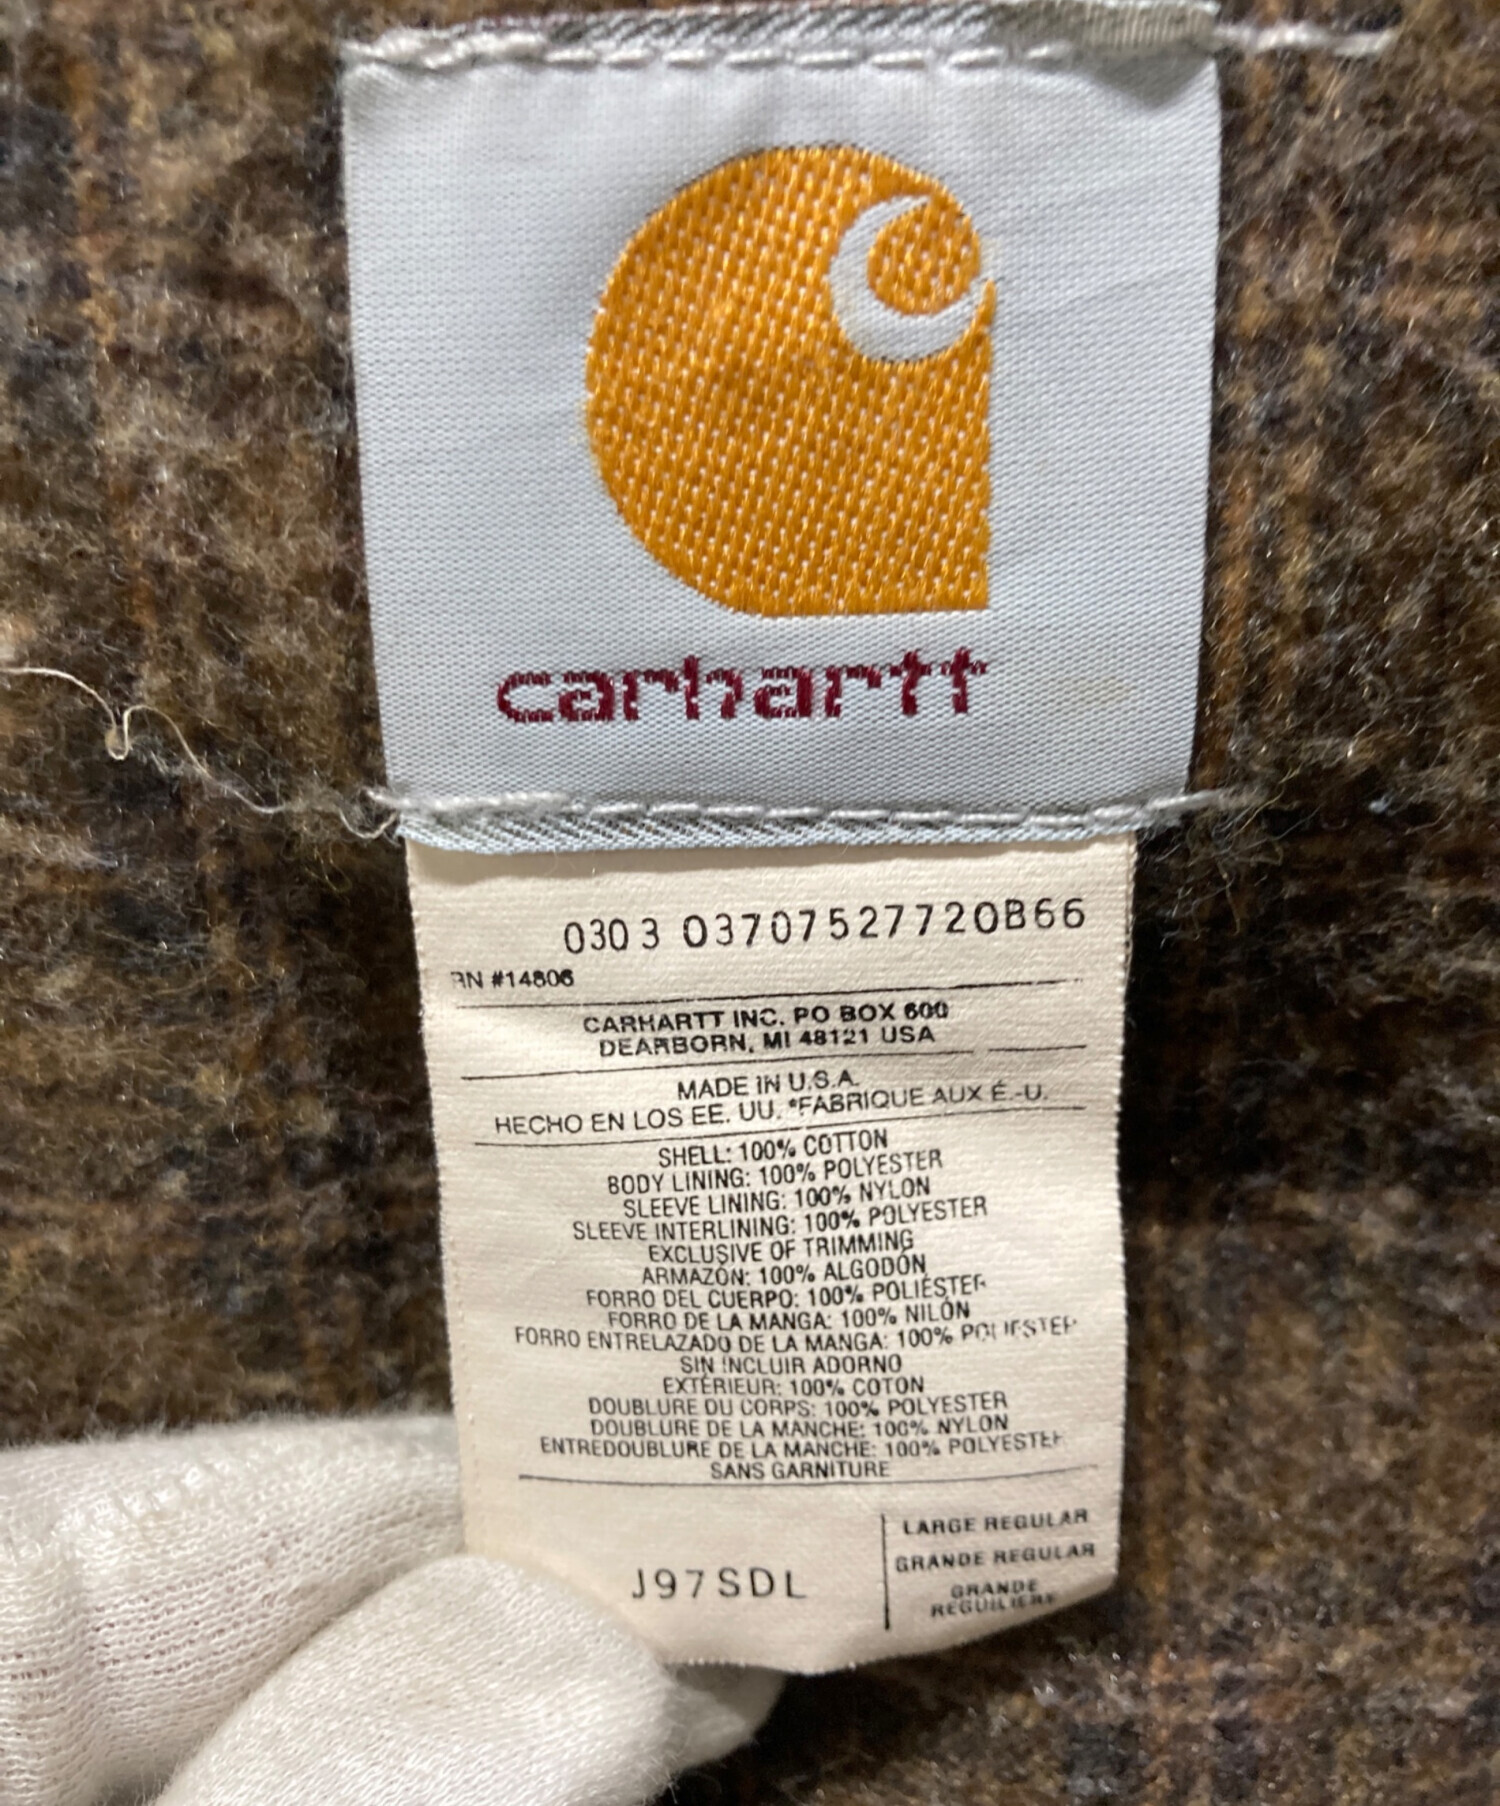 carhartt
0303 03707527720B66
RN #14806
CARHARTT INC. PO BOX 600
DEARBORN, MI 48121 USA
MADE IN U.S.A.
HECHO EN LOS EE. UU. *FABRIQUE AUX É.-U.
SHELL: 100% COTTON
BODY LINING: 100% POLYESTER
SLEEVE LINING: 100% NYLON
SLEEVE INTERLINING: 100% POLYESTER
EXCLUSIVE OF TRIMMING
ARMAZÓN: 100% ALGODÓN
FORRO DEL CUERPO: 100% POLIÉSTER
FORRO DE LA MANGA: 100% NILÓN
FORRO ENTRELAZADO DE LA MANGA: 100% POLIESTER
SIN INCLUIR ADORNO
EXTÉRIEUR: 100% COTON
DOUBLURE DU CORPS: 100% POLYESTER
DOUBLURE DE LA MANCHE: 100% NYLON
ENTREDOUBLURE DE LA MANCHE: 100% POLYESTER
SANS GARNITURE
J97SDL
LARGE REGULAR
GRANDE REGULAR
GRANDE
REGUILIERE